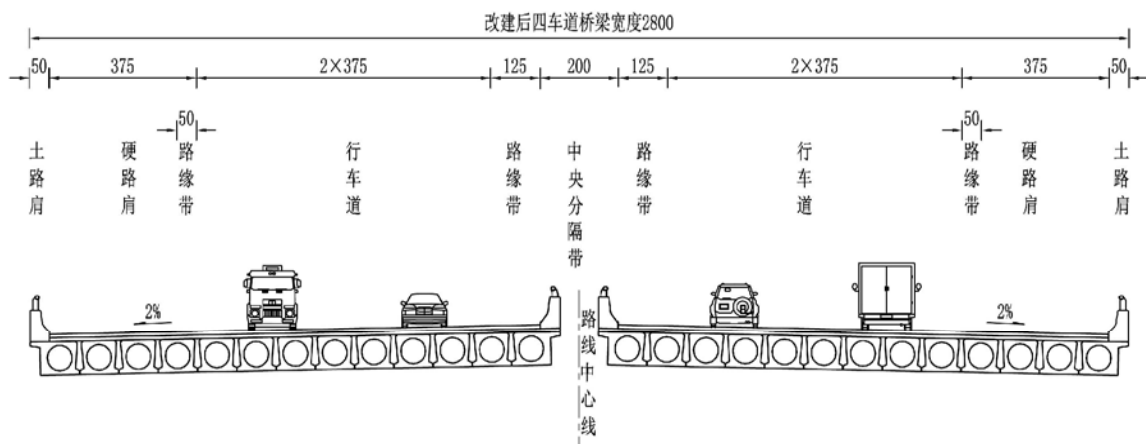 改建后四车道桥梁宽度2800
50
375
2×375
125
200
125
2×375
375
50
50
50
土路肩
硬路肩
路缘带
行车道
路缘带
中央分隔带
路缘带
行车道
路缘带
硬路肩
土路肩
2%
2%
路线中心线